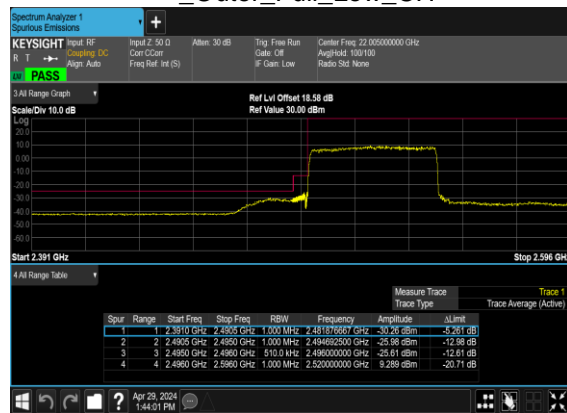 Spectrum Analyzer 1
Spurious Emissions
+
KEYSIGHT Input: RF Input Z: 50 Ω Atten: 30 dB Trig: Free Run Center Freq: 22.005000000 GHz
R T Coupling: DC Corr CCorr Gate: Off Avg|Hold: 100/100
Align: Auto Freq Ref: Int (S) IF Gain: Low Radio Std: None
LW PASS
3 All Range Graph Ref Lvl Offset 18.58 dB
Scale/Div 10.0 dB Ref Value 30.00 dBm
Log
20.0
10.0
0.00
-10.0
-20.0
-30.0
-40.0
-50.0
-60.0
Start 2.391 GHz Stop 2.596 GH
4 All Range Table
Measure Trace Trace 1
Trace Type Trace Average (Active)
Spur Range Start Freq Stop Freq RBW Frequency Amplitude ΔLimit
1 1 2.3910 GHz 2.4905 GHz 1.000 MHz 2.481876667 GHz -30.26 dBm -5.261 dB
2 2 2.4905 GHz 2.4950 GHz 1.000 MHz 2.494692500 GHz -25.98 dBm -12.98 dB
3 3 2.4950 GHz 2.4960 GHz 510.0 kHz 2.496000000 GHz -25.61 dBm -12.61 dB
4 4 2.4960 GHz 2.5960 GHz 1.000 MHz 2.520000000 GHz 9.289 dBm -20.71 dB
? Apr 29, 2024
1:44:01 PM